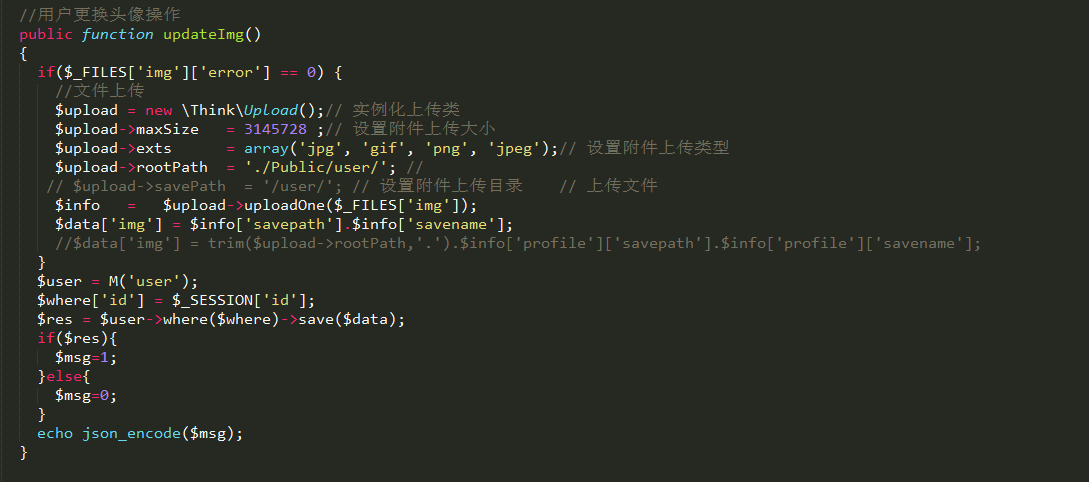 //用户更换头像操作
public function updateImg()
{
  if($_FILES['img']['error'] == 0) {
    //文件上传
    $upload = new \Think\Upload();// 实例化上传类
    $upload->maxSize   = 3145728 ;// 设置附件上传大小
    $upload->exts      = array('jpg', 'gif', 'png', 'jpeg');// 设置附件上传类型
    $upload->rootPath  = './Public/user/'; //
   // $upload->savePath  = '/user/'; // 设置附件上传目录    // 上传文件
    $info   =   $upload->uploadOne($_FILES['img']);
    $data['img'] = $info['savepath'].$info['savename'];
    //$data['img'] = trim($upload->rootPath,'.').$info['profile']['savepath'].$info['profile']['savename'];
  }
  $user = M('user');
  $where['id'] = $_SESSION['id'];
  $res = $user->where($where)->save($data);
  if($res){
    $msg=1;
  }else{
    $msg=0;
  }
  echo json_encode($msg);
}